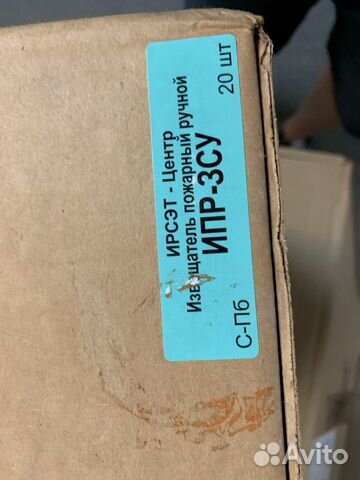 ИРСЭТ - Центр
Извещатель пожарный ручной
ИПР-3СУ
С-Пб 20 шт
Avito